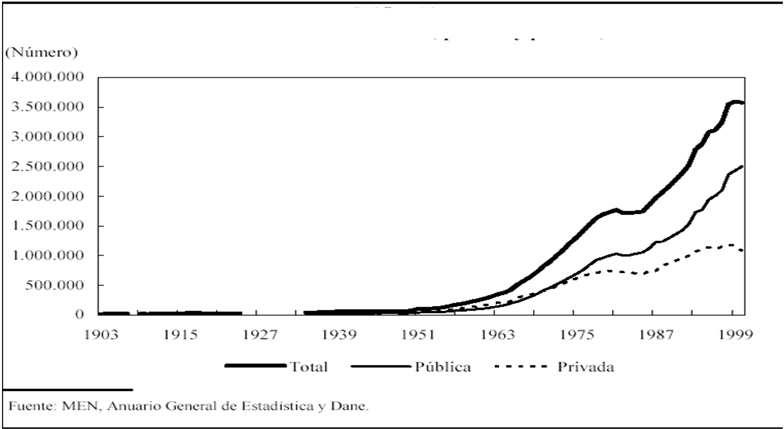 (Número)
4.000.000
3.500.000
3.000.000
2.500.000
2.000.000
1.500.000
1.000.000
500.000
0
1903 1915 1927 1939 1951 1963 1975 1987 1999
Total Pública Privada
Fuente: MEN, Anuario General de Estadística y Dane.